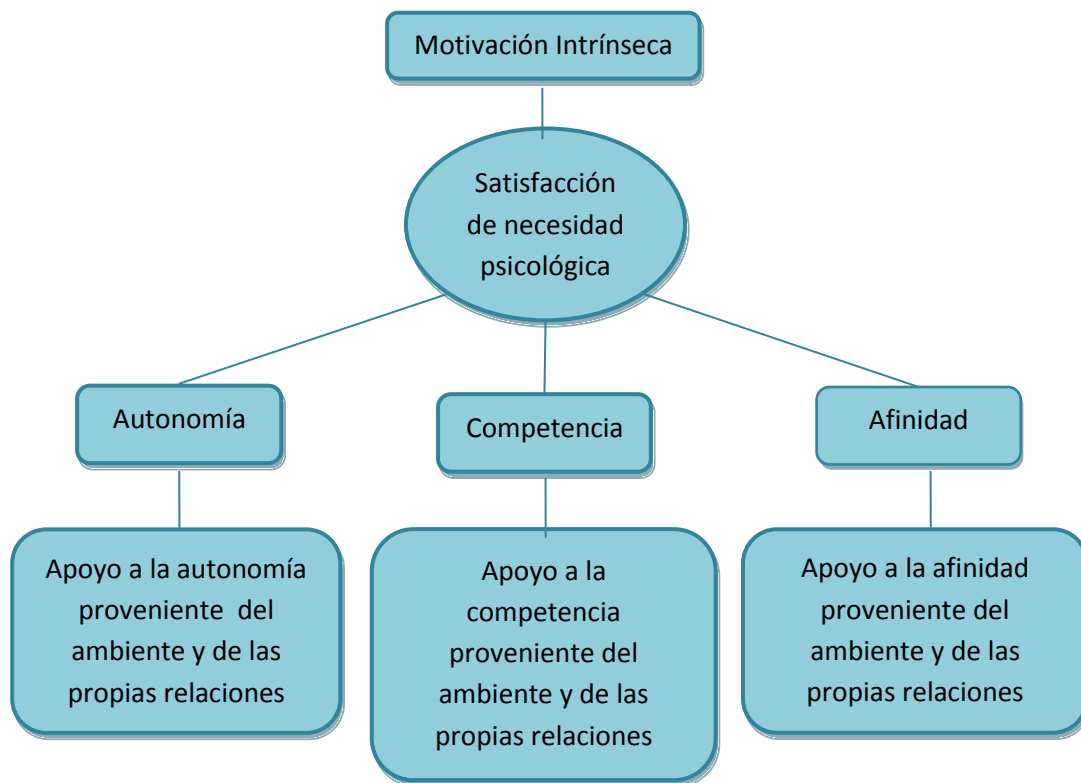 Motivación Intrínseca
Satisfacción
de necesidad
psicológica
Autonomía
Competencia
Afinidad
Apoyo a la autonomía
proveniente  del
ambiente y de las
propias relaciones
Apoyo a la
competencia
proveniente del
ambiente y de las
propias relaciones
Apoyo a la afinidad
proveniente del
ambiente y de las
propias relaciones